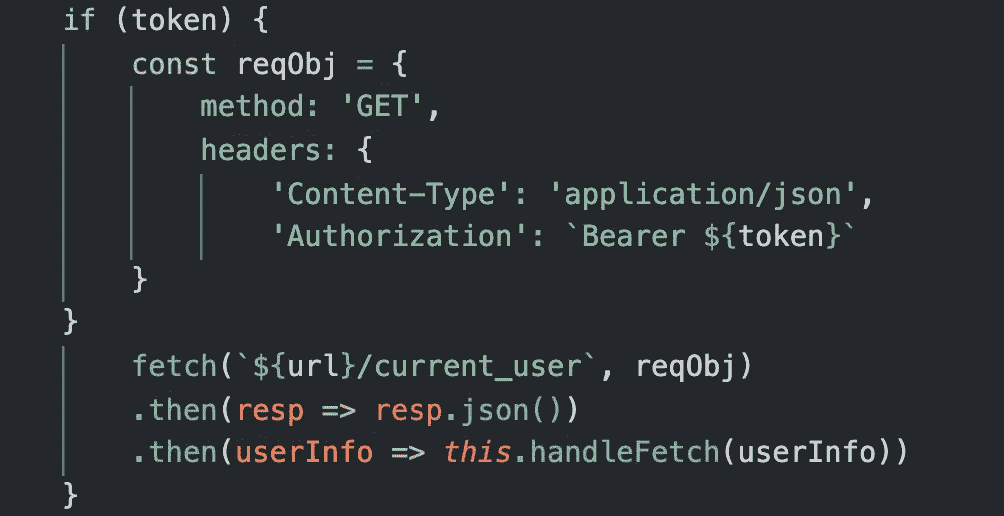 if (token) {
const reqObj = {
method: 'GET',
headers: {
'Content-Type': 'application/json',
'Authorization': `Bearer ${token}`
}
}
fetch(`${url}/current_user`, reqObj)
.then(resp => resp.json())
.then(userInfo => this.handleFetch(userInfo))
}